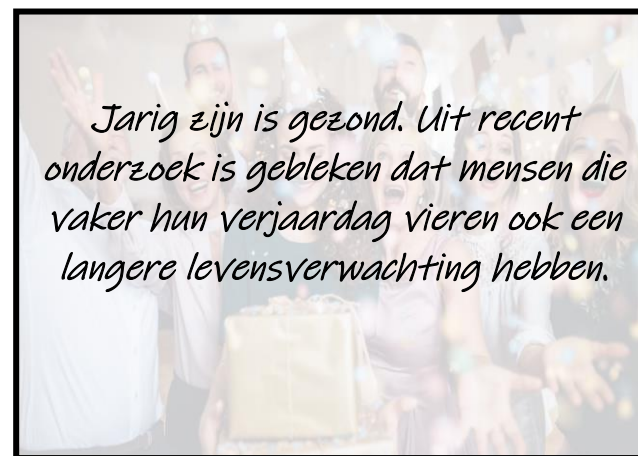 Jarig zijn is gezond. Uit recent
onderzoek is gebleken dat mensen die
vaker hun verjaardag vieren ook een
langere levensverwachting hebben.